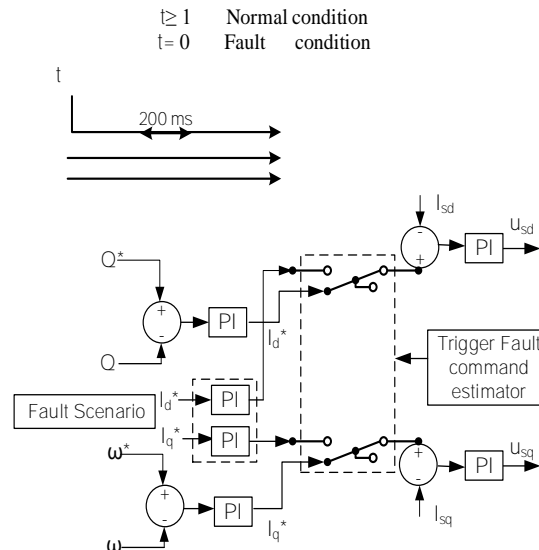 t≥ 1 Normal condition
t= 0 Fault condition
t
200 ms
I_sd
- u_sd
PI
+
Q*
+
PI
-
I_d*
Q
Trigger Fault
command
estimator
I_d*
PI
Fault Scenario
I_q*
PI
ω*
+ u_sq
PI
+
-
PI
-
I_q*
I_sq
ω